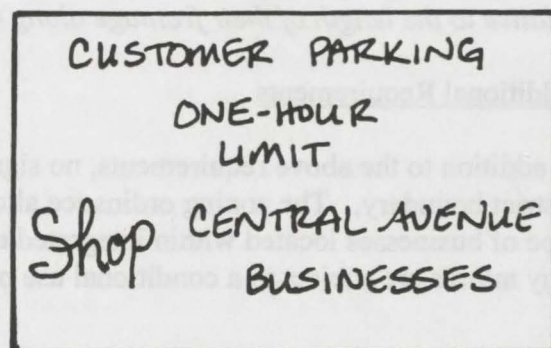 CUSTOMER PARKING
ONE-HOUR
LIMIT
Shop CENTRAL AVENUE
BUSINESSES